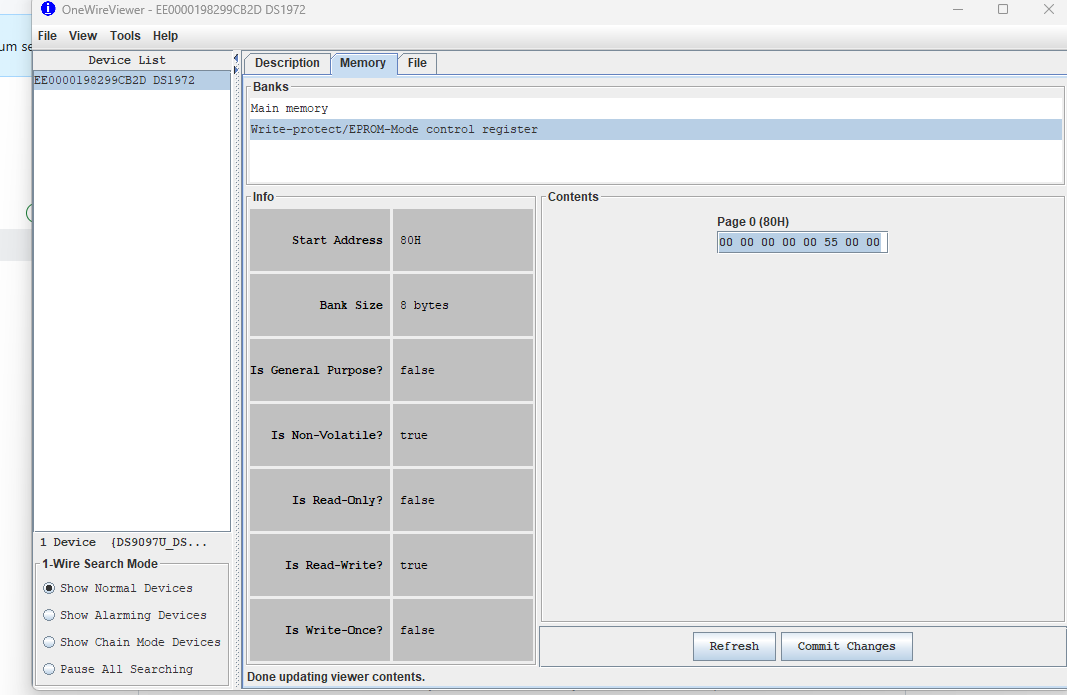 OneWireViewer - EE0000198299CB2D DS1972
File View Tools Help
um se
Device List
EE0000198299CB2D DS1972
Description Memory File
Banks
Main memory
Write-protect/EPROM-Mode control register
Info
Start Address 80H
Bank Size 8 bytes
Is General Purpose? false
Is Non-Volatile? true
Is Read-Only? false
Is Read-Write? true
Is Write-Once? false
Contents
Page 0 (80H)
00 00 00 00 00 55 00 00
1 Device {DS9097U_DS...
1-Wire Search Mode
Show Normal Devices
Show Alarming Devices
Show Chain Mode Devices
Pause All Searching
Refresh Commit Changes
Done updating viewer contents.